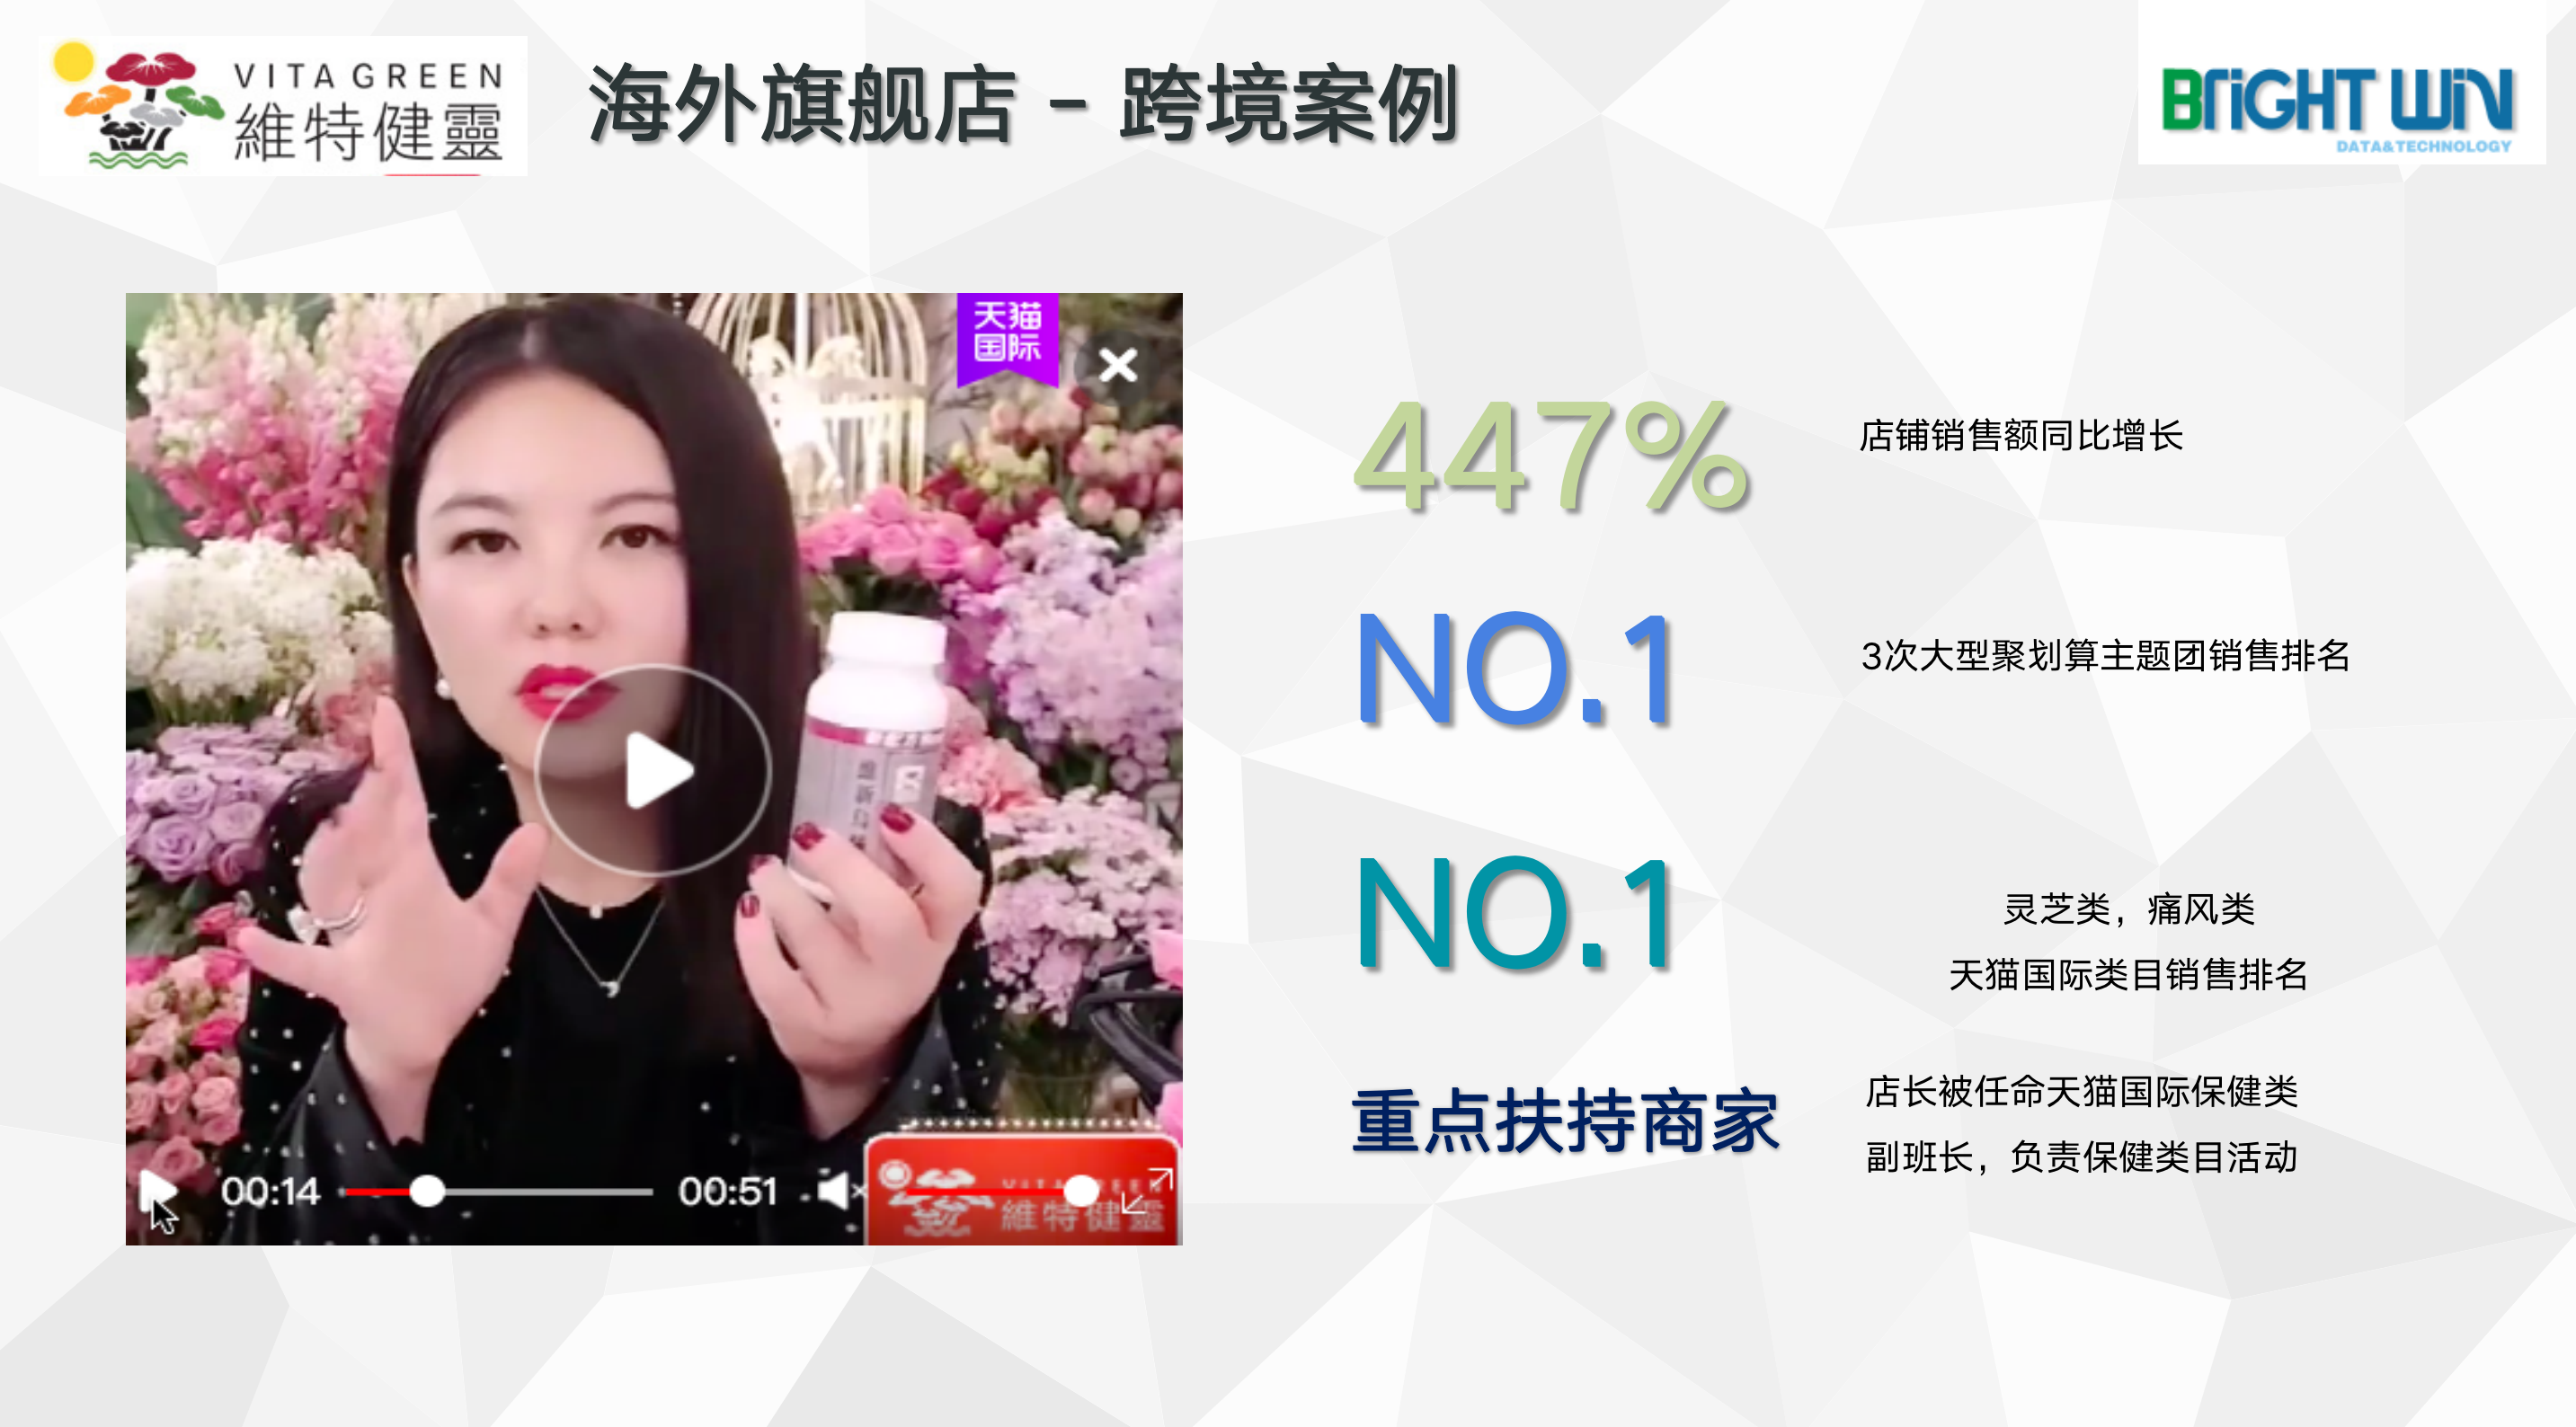 VITA GREEN
維特健靈
海外旗舰店 - 跨境案例
BRIGHT WIN
DATA&TECHNOLOGY
天猫
国际
447%
店铺销售额同比增长
NO.1
3次大型聚划算主题团销售排名
NO.1
灵芝类，痛风类
天猫国际类目销售排名
重点扶持商家
店长被任命天猫国际保健类
副班长，负责保健类目活动
00:14
00:51
維特健靈